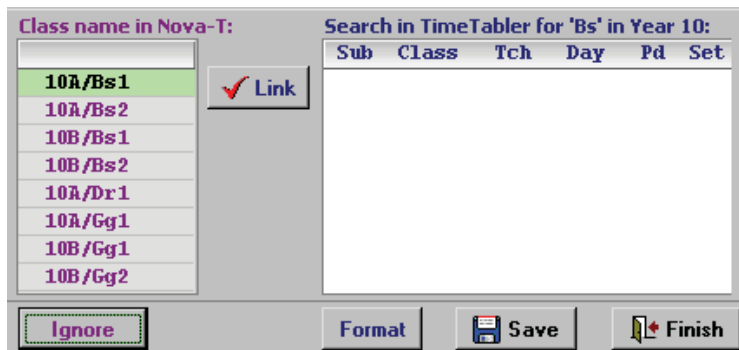 Class name in Nova-T:
Search in TimeTabler for 'Bs' in Year 10:
Sub Class Tch Day Pd Set
10A/Bs1
Link
10A/Bs2
10B/Bs1
10B/Bs2
10A/Dr1
10A/Gg1
10B/Gg1
10B/Gg2
Ignore
Format
Save
Finish